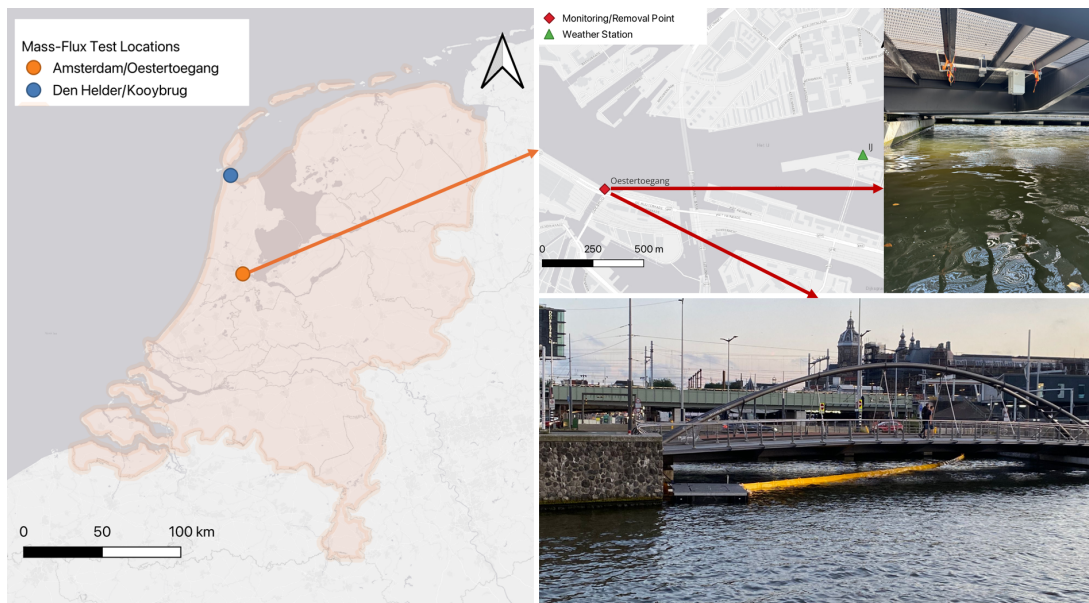 Mass-Flux Test Locations
Amsterdam/Oestertoegang
Den Helder/Kooybrug
0 50 100 km
Monitoring/Removal Point
Weather Station
IJ
Oestertoegang
0 250 500 m